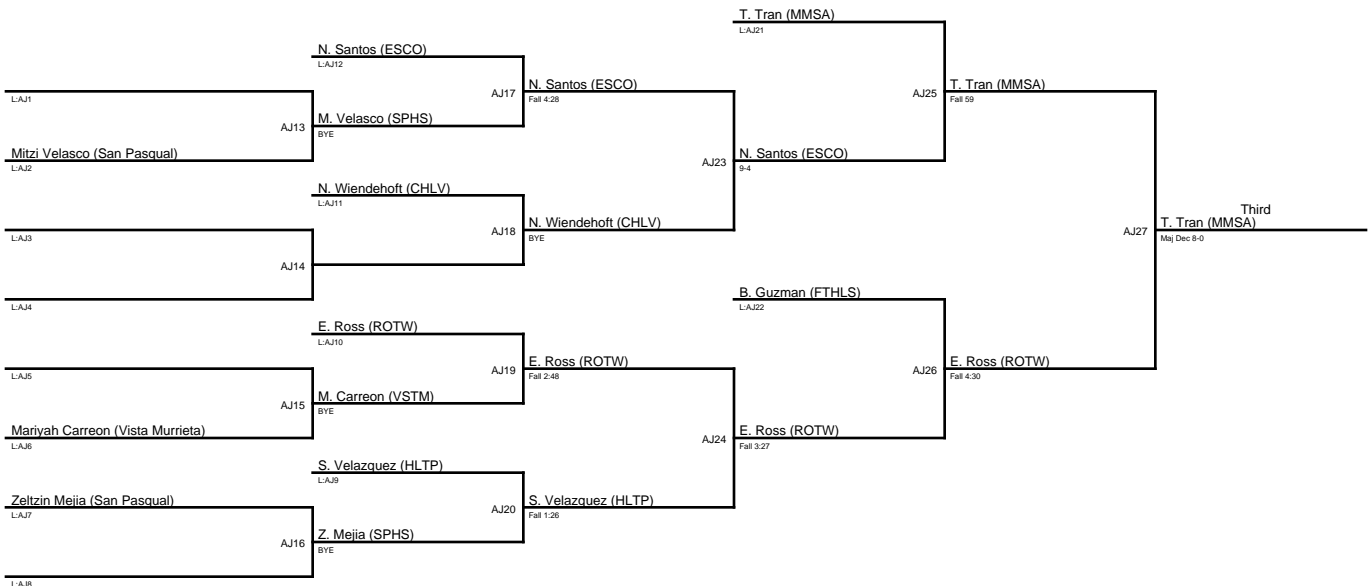 T. Tran (MMSA)
L:AJ21
N. Santos (ESCO)
L:AJ12
L:AJ1
AJ17
N. Santos (ESCO)
Fall 4:28
AJ25
T. Tran (MMSA)
Fall 59
AJ13
M. Velasco (SPHS)
BYE
Mitzi Velasco (San Pasqual)
L:AJ2
AJ23
N. Santos (ESCO)
9-4
N. Wiendehoft (CHLV)
L:AJ11
L:AJ3
AJ18
N. Wiendehoft (CHLV)
BYE
AJ27
Third
T. Tran (MMSA)
Maj Dec 8-0
AJ14
L:AJ4
B. Guzman (FTHLS)
L:AJ22
E. Ross (ROTW)
L:AJ10
L:AJ5
AJ19
E. Ross (ROTW)
Fall 2:48
AJ26
E. Ross (ROTW)
Fall 4:30
AJ15
M. Carreon (VSTM)
BYE
Mariyah Carreon (Vista Murrieta)
L:AJ6
AJ24
E. Ross (ROTW)
Fall 3:27
S. Velazquez (HLTP)
L:AJ9
Zeltzin Mejia (San Pasqual)
L:AJ7
AJ20
S. Velazquez (HLTP)
Fall 1:26
AJ16
Z. Mejia (SPHS)
BYE
L:AJ8